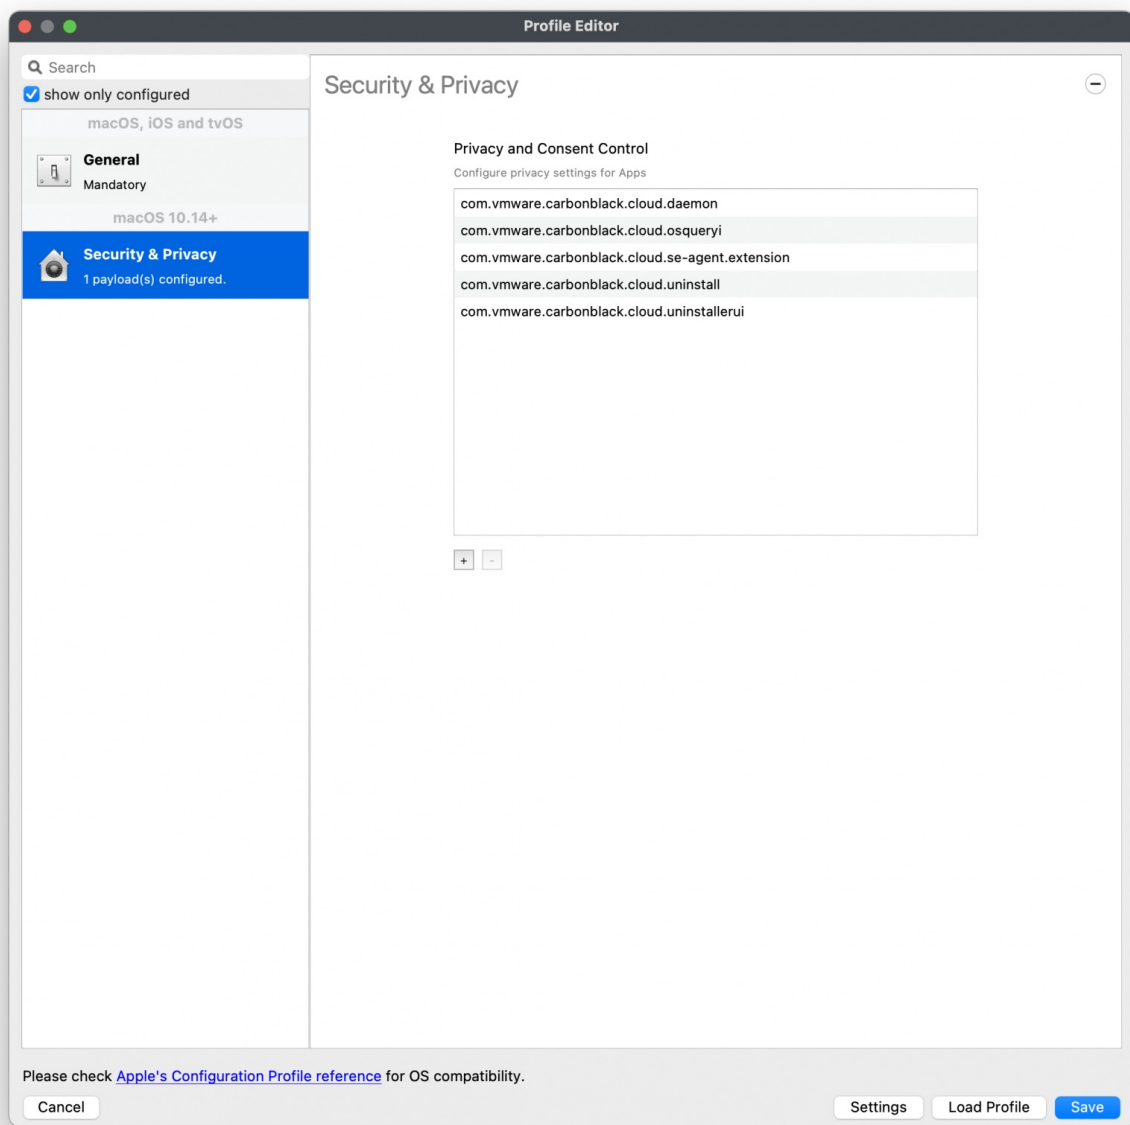 Profile Editor
Search
show only configured
macOS, iOS and tvOS
General
Mandatory
macOS 10.14+
Security & Privacy
1 payload(s) configured.
Security & Privacy
Privacy and Consent Control
Configure privacy settings for Apps
com.vmware.carbonblack.cloud.daemon
com.vmware.carbonblack.cloud.osqueryi
com.vmware.carbonblack.cloud.se-agent.extension
com.vmware.carbonblack.cloud.uninstall
com.vmware.carbonblack.cloud.uninstallerui
+ -
Please check Apple's Configuration Profile reference for OS compatibility.
Cancel Settings Load Profile Save